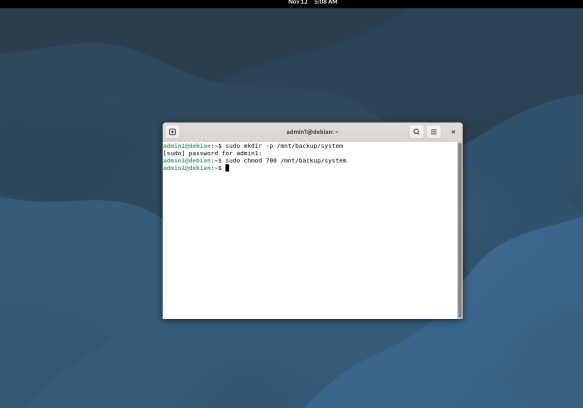 Nov 12 5:08 AM
admin1@debian: ~
admin1@debian:~$ sudo mkdir -p /mnt/backup/system
[sudo] password for admin1:
admin1@debian:~$ sudo chmod 700 /mnt/backup/system
admin1@debian:~$